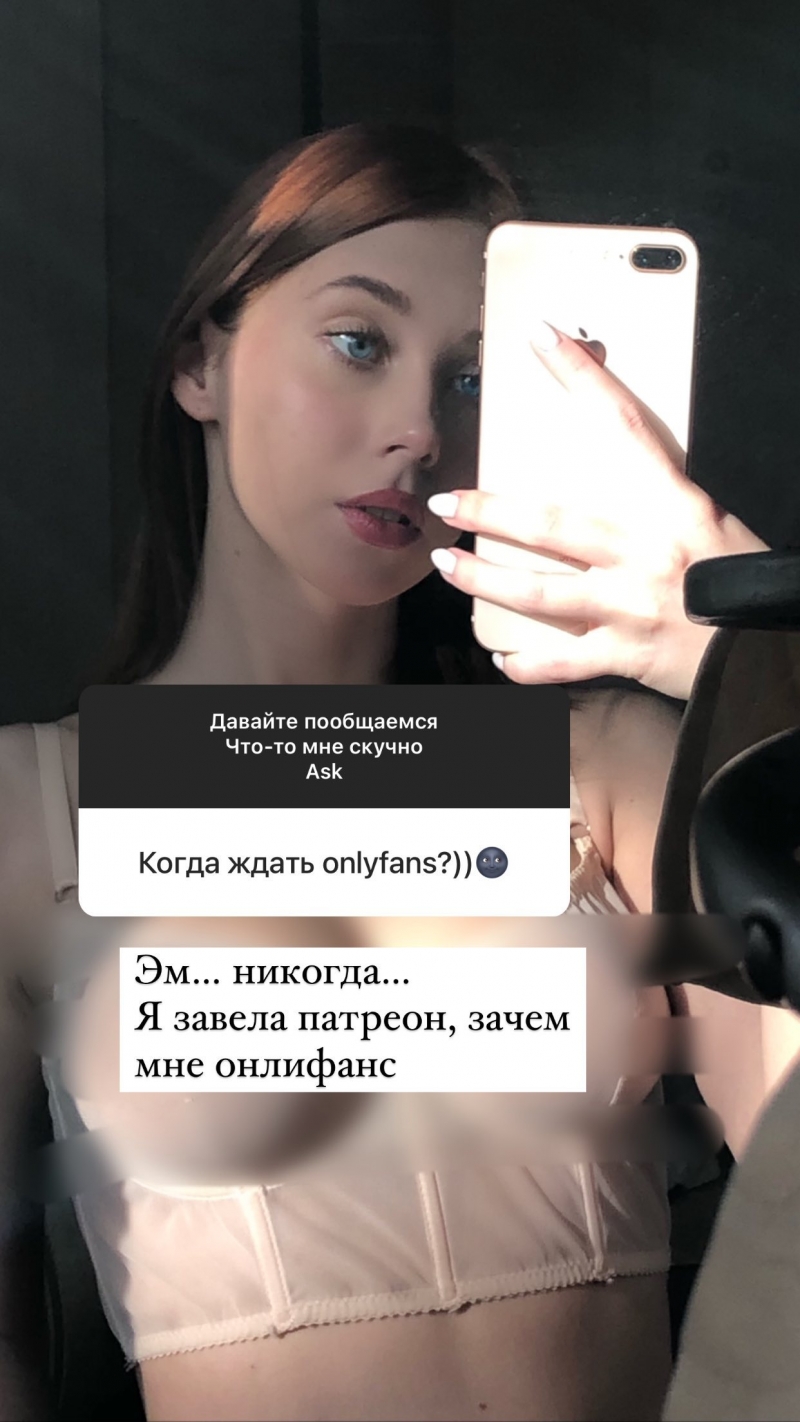 Давайте пообщаемся
Что-то мне скучно
Ask
Когда ждать onlyfans?))🌚
Эм... никогда...
Я завела патреон, зачем
мне онлифанс